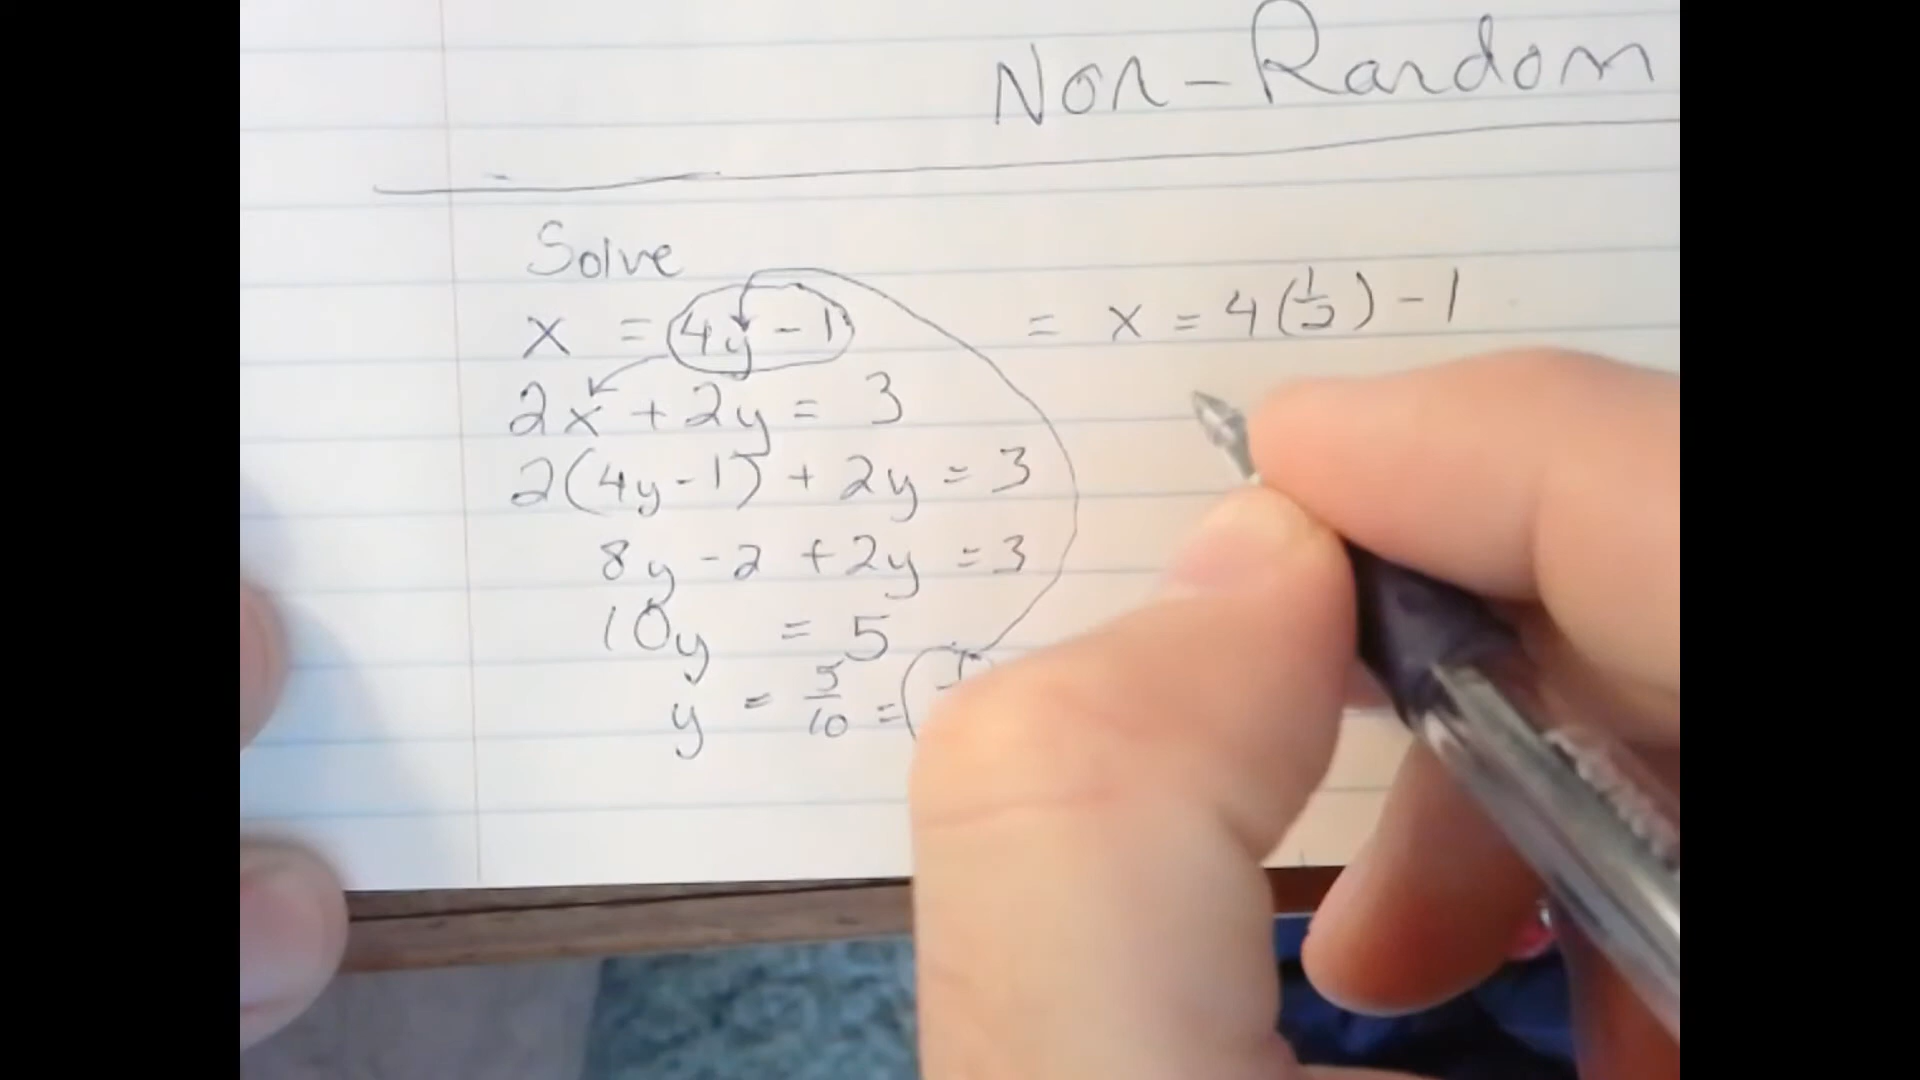 Non-Random
Solve
x = 4y - 1
= x = 4(1/2) - 1
2x + 2y = 3
2(4y-1) + 2y = 3
8y - 2 + 2y = 3
10y = 5
y = 5/10 =